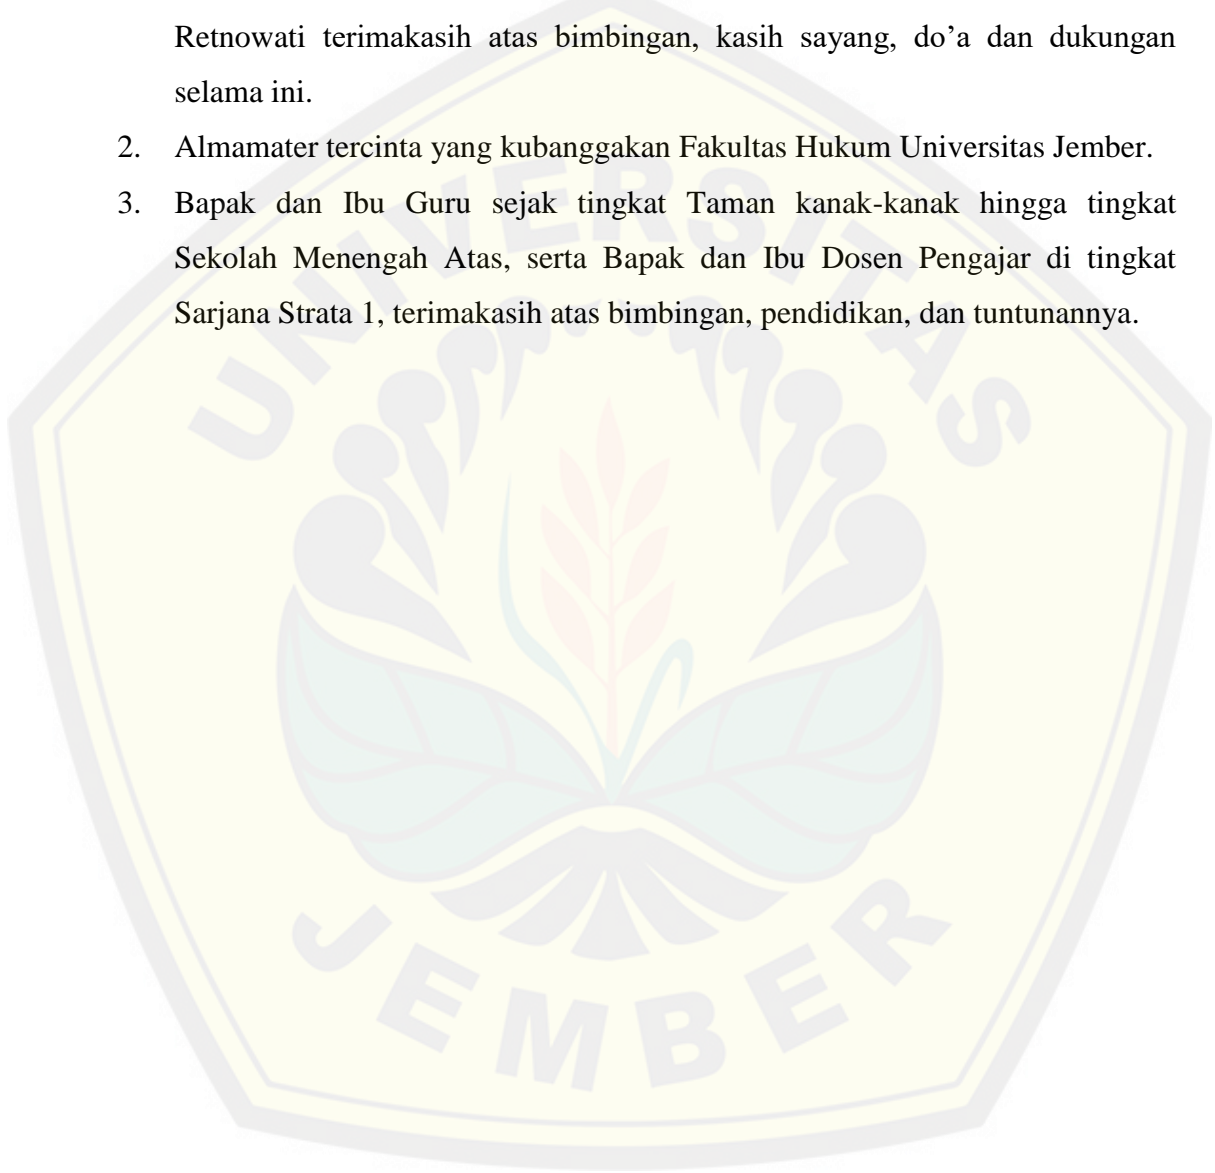 Retnowati terimakasih atas bimbingan, kasih sayang, do’a dan dukungan
selama ini.
2. Almamater tercinta yang kubanggakan Fakultas Hukum Universitas Jember.
3. Bapak dan Ibu Guru sejak tingkat Taman kanak-kanak hingga tingkat
Sekolah Menengah Atas, serta Bapak dan Ibu Dosen Pengajar di tingkat
Sarjana Strata 1, terimakasih atas bimbingan, pendidikan, dan tuntunannya.
UNIVERSITAS
JEMBER